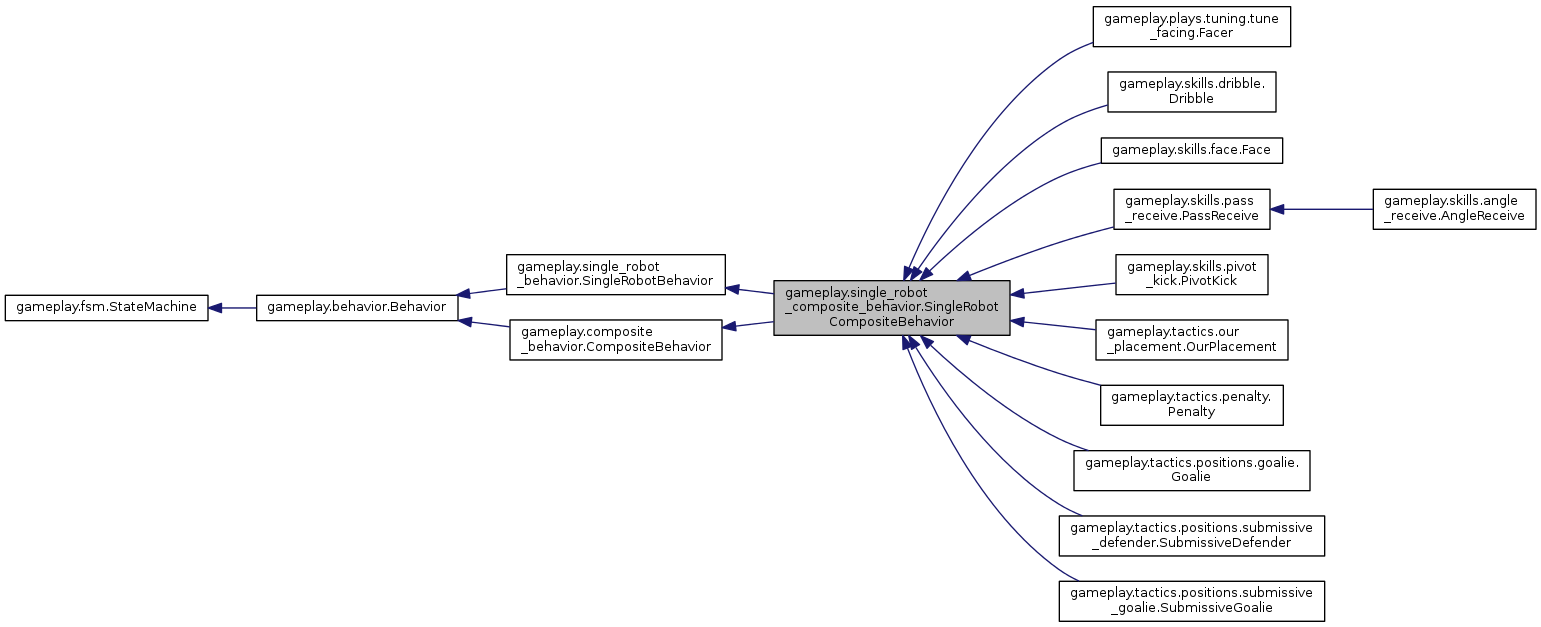 gameplay.fsm.StateMachine
gameplay.behavior.Behavior
gameplay.single_robot
_behavior.SingleRobotBehavior
gameplay.composite
_behavior.CompositeBehavior
gameplay.single_robot
_composite_behavior.SingleRobot
CompositeBehavior
gameplay.plays.tuning.tune
_facing.Facer
gameplay.skills.dribble.
Dribble
gameplay.skills.face.Face
gameplay.skills.pass
_receive.PassReceive
gameplay.skills.angle
_receive.AngleReceive
gameplay.skills.pivot
_kick.PivotKick
gameplay.tactics.our
_placement.OurPlacement
gameplay.tactics.penalty.
Penalty
gameplay.tactics.positions.goalie.
Goalie
gameplay.tactics.positions.submissive
_defender.SubmissiveDefender
gameplay.tactics.positions.submissive
_goalie.SubmissiveGoalie